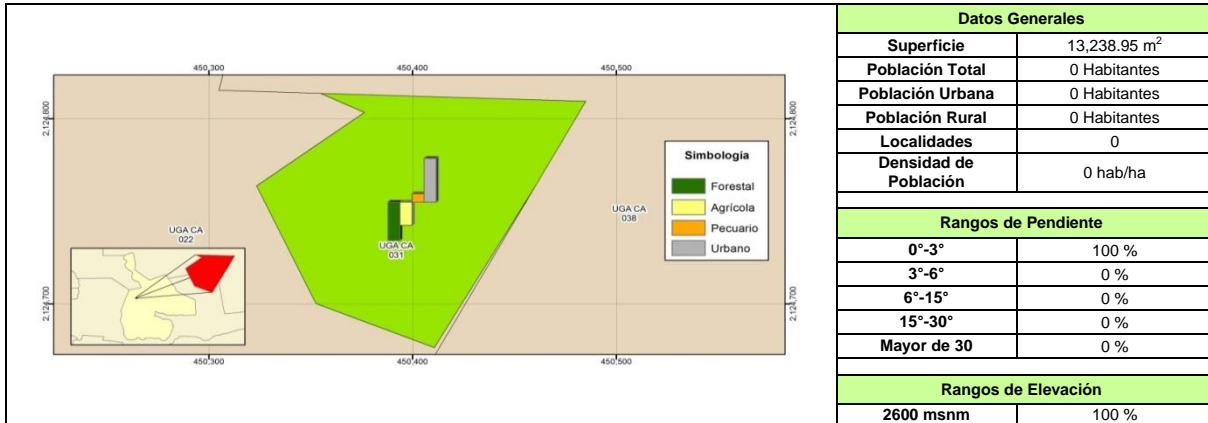 450,300 450,400 450,500
2,124,800 2,124,800
Simbología
Forestal
Agrícola
Pecuario
Urbano
UGA CA
038
UGA CA
022
UGA CA
031
2,124,700 2,124,700
450,300 450,400 450,500
Datos Generales
Superficie 13,238.95 m²
Población Total 0 Habitantes
Población Urbana 0 Habitantes
Población Rural 0 Habitantes
Localidades 0
Densidad de
Población 0 hab/ha
Rangos de Pendiente
0°-3° 100 %
3°-6° 0 %
6°-15° 0 %
15°-30° 0 %
Mayor de 30 0 %
Rangos de Elevación
2600 msnm 100 %